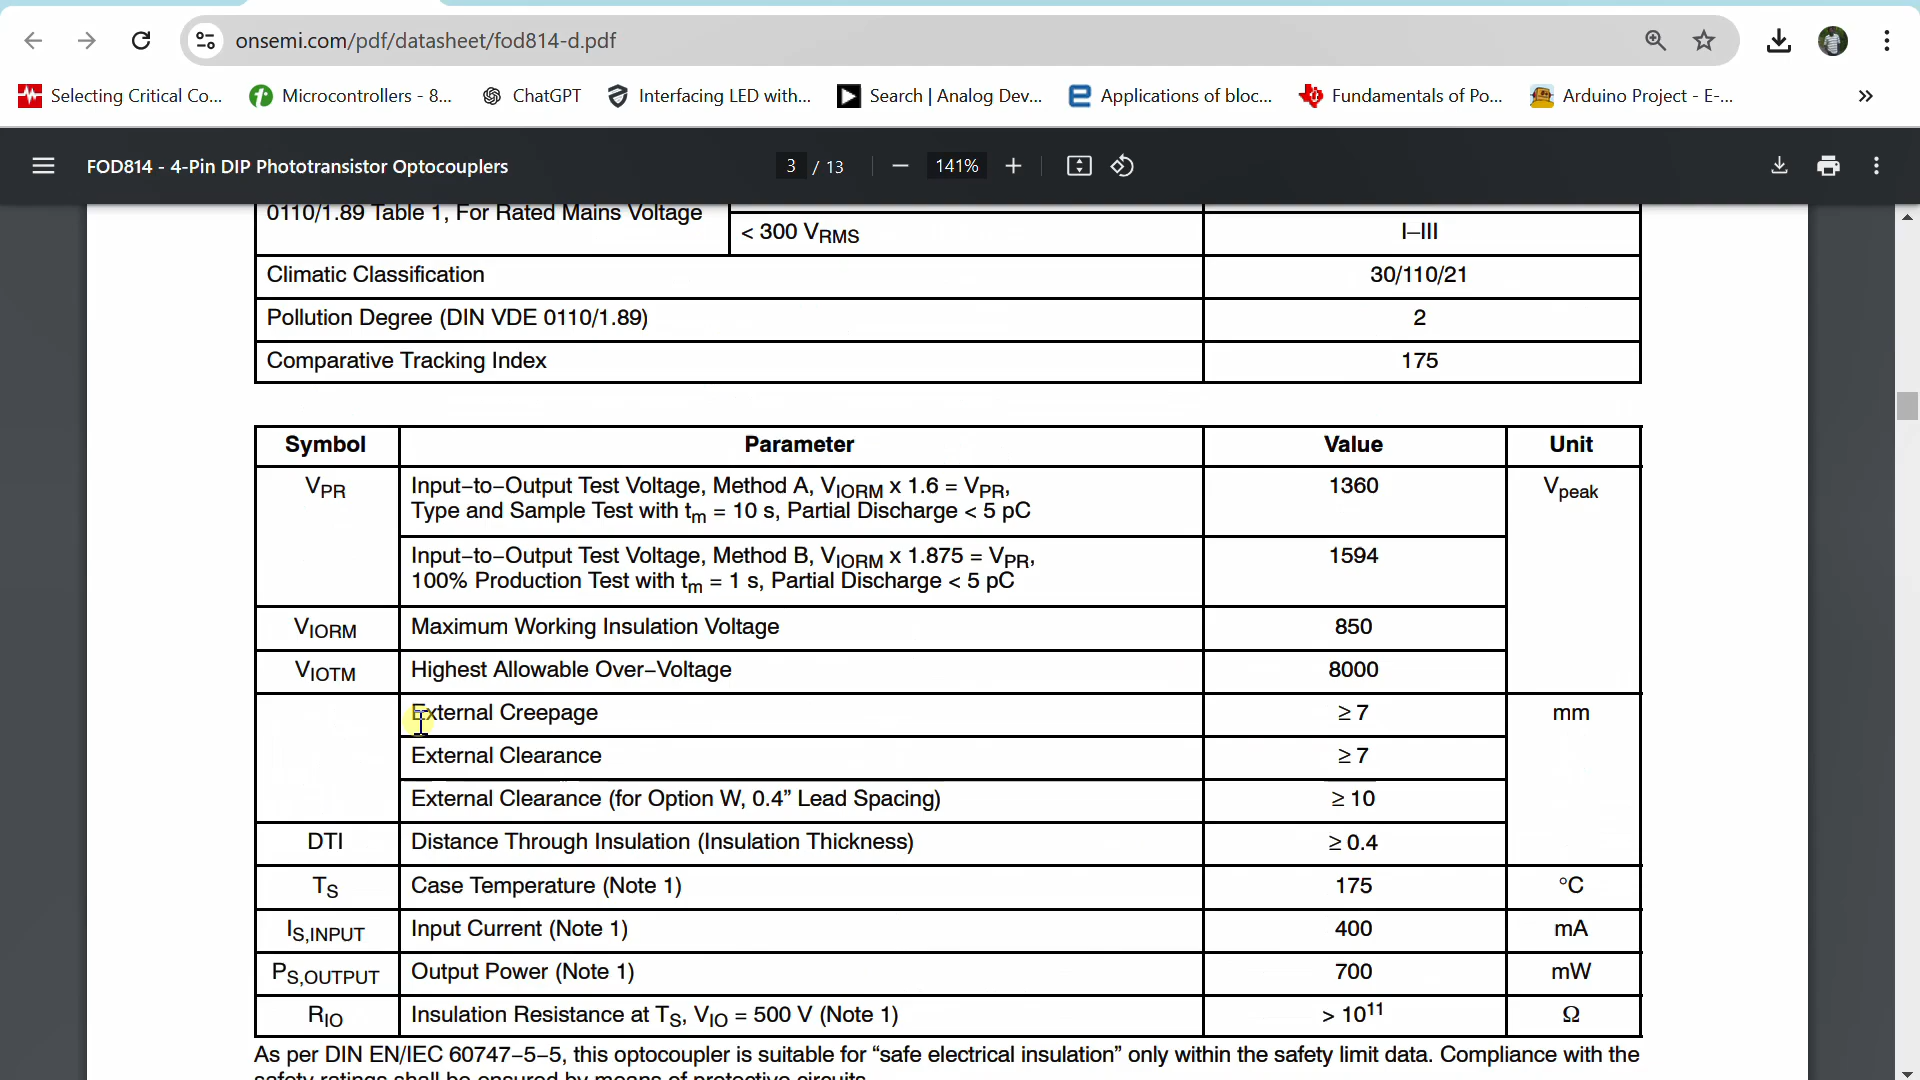 onsemi.com/pdf/datasheet/fod814-d.pdf
Selecting Critical Co... Microcontrollers - 8... ChatGPT Interfacing LED with... Search | Analog Dev... Applications of bloc... Fundamentals of Po... Arduino Project - E-... »
FOD814 - 4-Pin DIP Phototransistor Optocouplers 3 / 13 − 141% +
0110/1.89 Table 1, For Rated Mains Voltage
< 300 VRMS I–III
Climatic Classification 30/110/21
Pollution Degree (DIN VDE 0110/1.89) 2
Comparative Tracking Index 175
Symbol Parameter Value Unit
VPR Input−to−Output Test Voltage, Method A, VIORM x 1.6 = VPR, 1360 Vpeak
Type and Sample Test with tm = 10 s, Partial Discharge < 5 pC
Input−to−Output Test Voltage, Method B, VIORM x 1.875 = VPR, 1594
100% Production Test with tm = 1 s, Partial Discharge < 5 pC
VIORM Maximum Working Insulation Voltage 850
VIOTM Highest Allowable Over−Voltage 8000
External Creepage ≥ 7 mm
External Clearance ≥ 7
External Clearance (for Option W, 0.4” Lead Spacing) ≥ 10
DTI Distance Through Insulation (Insulation Thickness) ≥ 0.4
TS Case Temperature (Note 1) 175 °C
IS,INPUT Input Current (Note 1) 400 mA
PS,OUTPUT Output Power (Note 1) 700 mW
RIO Insulation Resistance at TS, VIO = 500 V (Note 1) > 10¹¹ Ω
As per DIN EN/IEC 60747−5−5, this optocoupler is suitable for “safe electrical insulation” only within the safety limit data. Compliance with the
safety ratings shall be ensured by means of protective circuits.